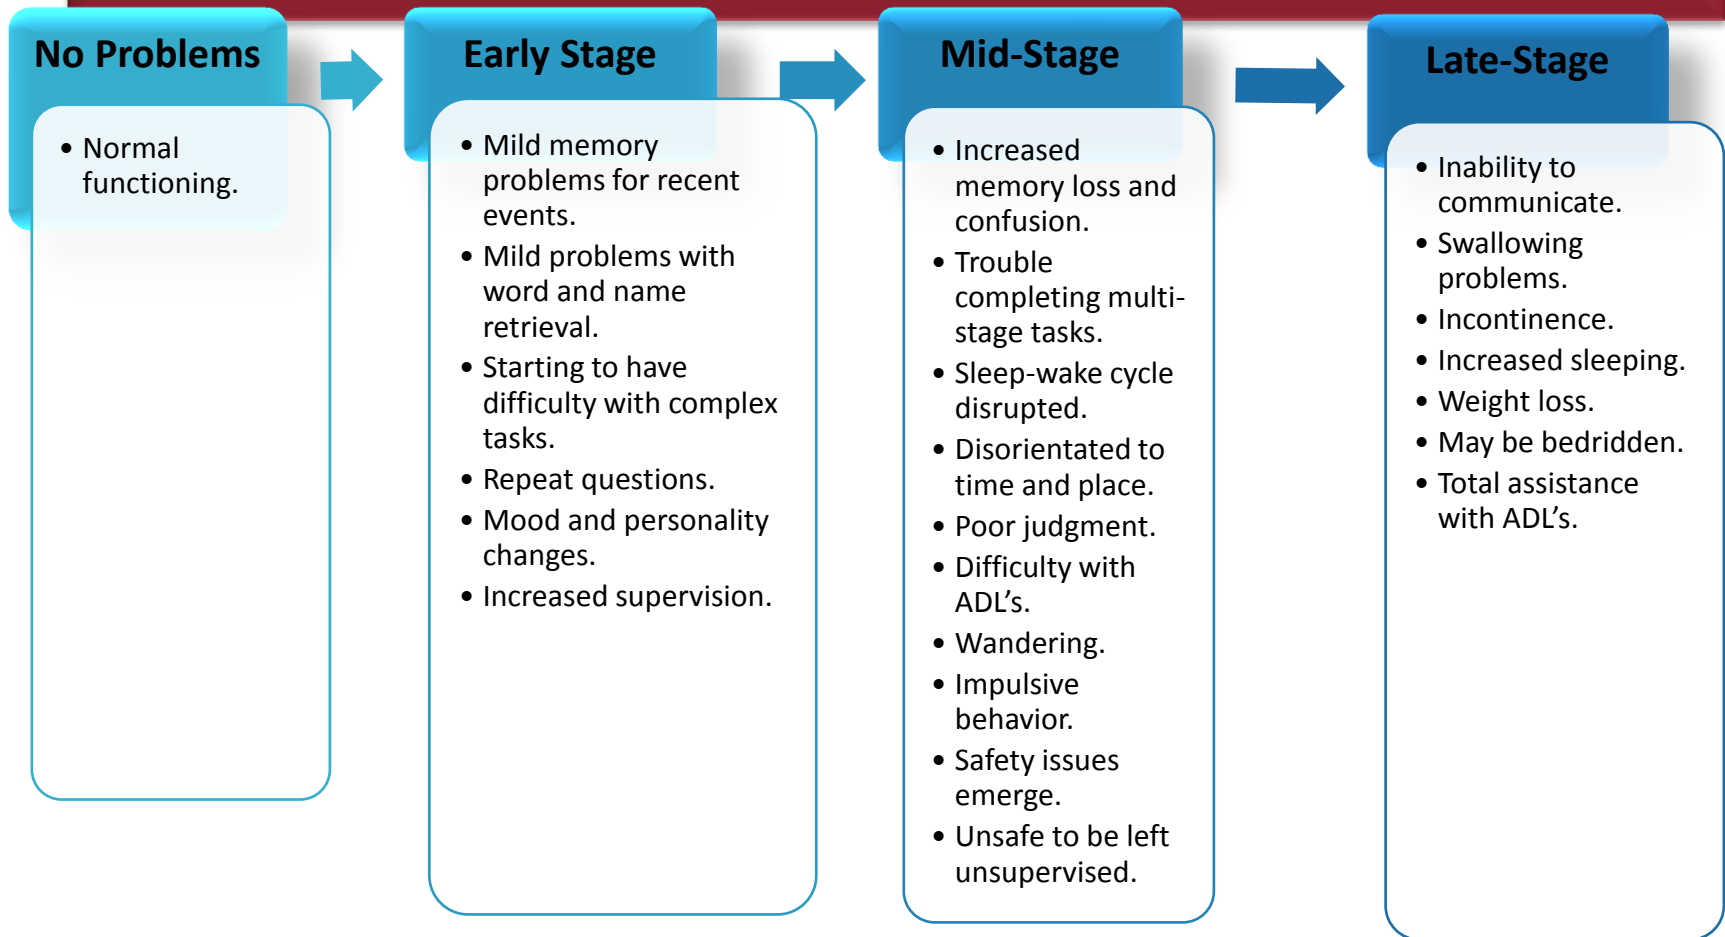 No Problems
• Normal
functioning.
Early Stage
• Mild memory
problems for recent
events.
• Mild problems with
word and name
retrieval.
• Starting to have
difficulty with complex
tasks.
• Repeat questions.
• Mood and personality
changes.
• Increased supervision.
Mid-Stage
• Increased
memory loss and
confusion.
• Trouble
completing multi-
stage tasks.
• Sleep-wake cycle
disrupted.
• Disorientated to
time and place.
• Poor judgment.
• Difficulty with
ADL’s.
• Wandering.
• Impulsive
behavior.
• Safety issues
emerge.
• Unsafe to be left
unsupervised.
Late-Stage
• Inability to
communicate.
• Swallowing
problems.
• Incontinence.
• Increased sleeping.
• Weight loss.
• May be bedridden.
• Total assistance
with ADL’s.